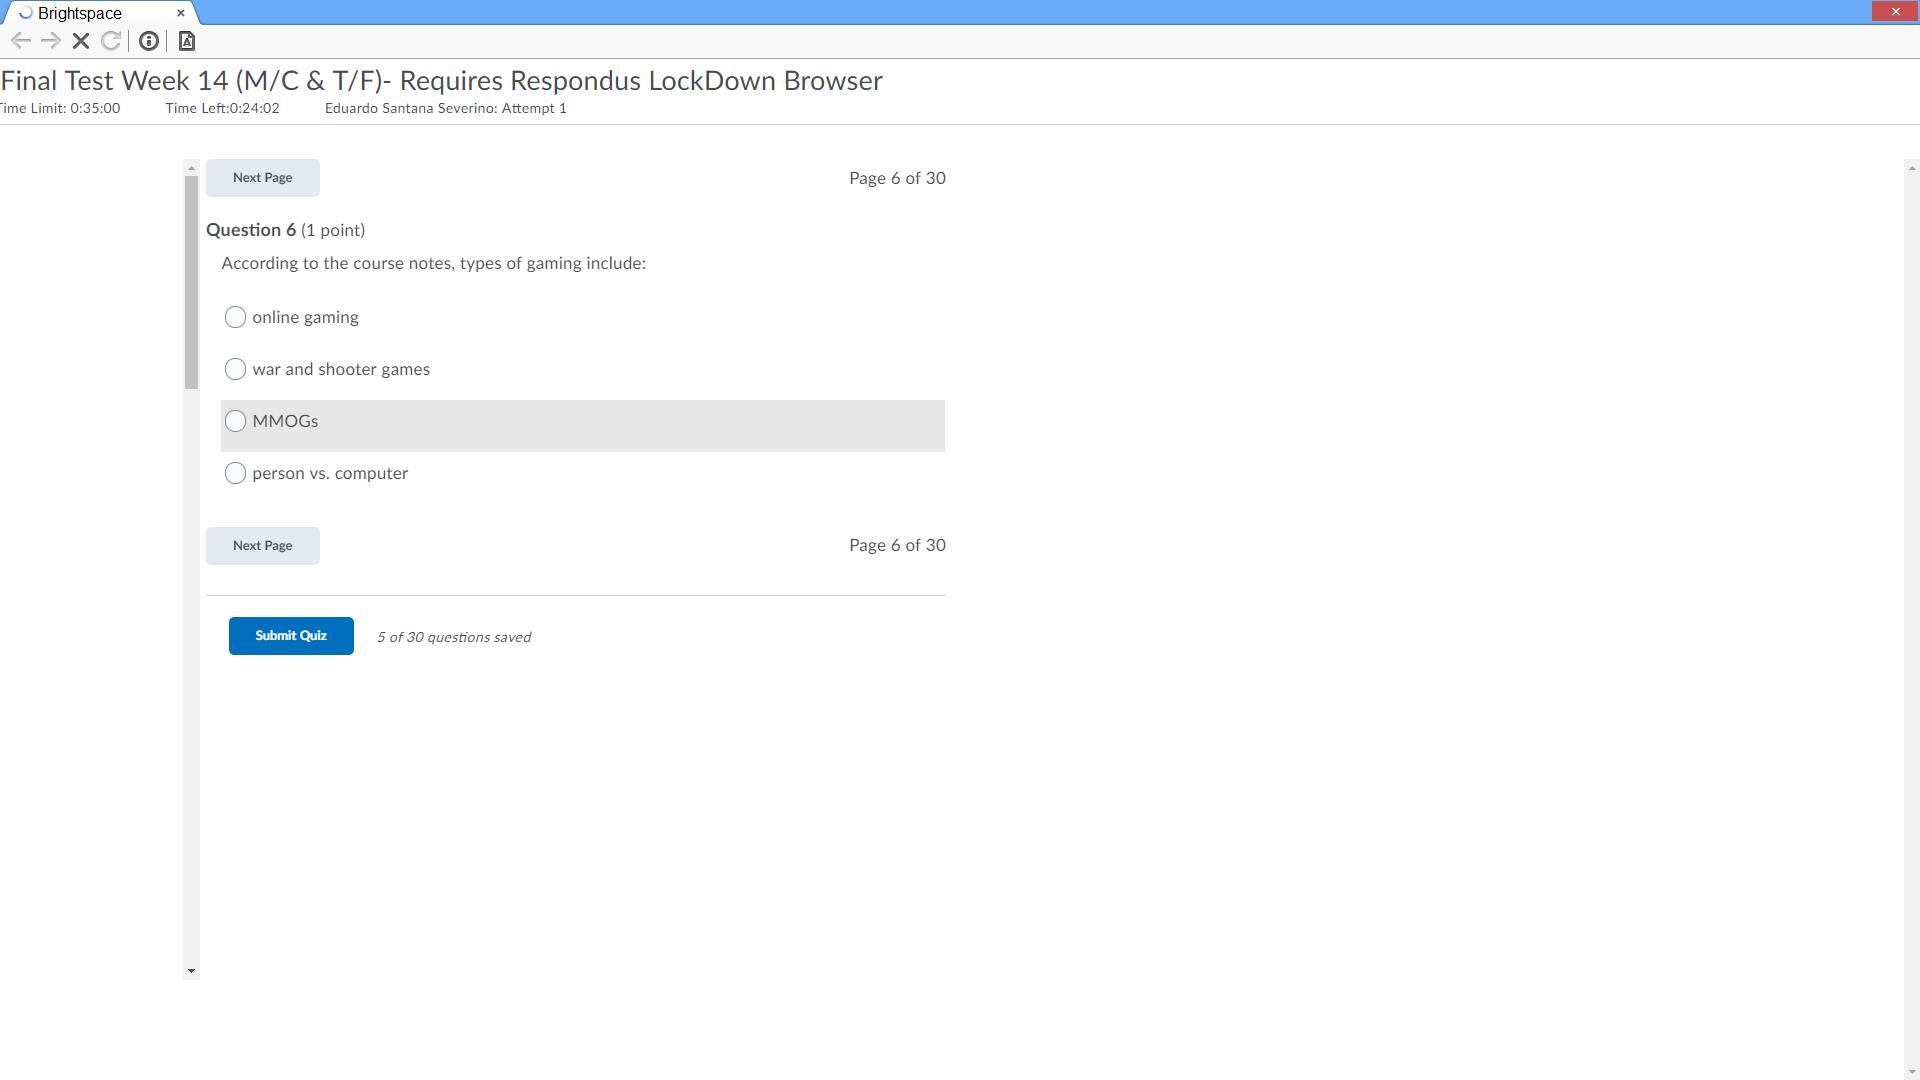 Brightspace
Final Test Week 14 (M/C & T/F)- Requires Respondus LockDown Browser
Time Limit: 0:35:00 Time Left:0:24:02 Eduardo Santana Severino: Attempt 1
Next Page Page 6 of 30
Question 6 (1 point)
According to the course notes, types of gaming include:
online gaming
war and shooter games
MMOGs
person vs. computer
Next Page Page 6 of 30
Submit Quiz 5 of 30 questions saved